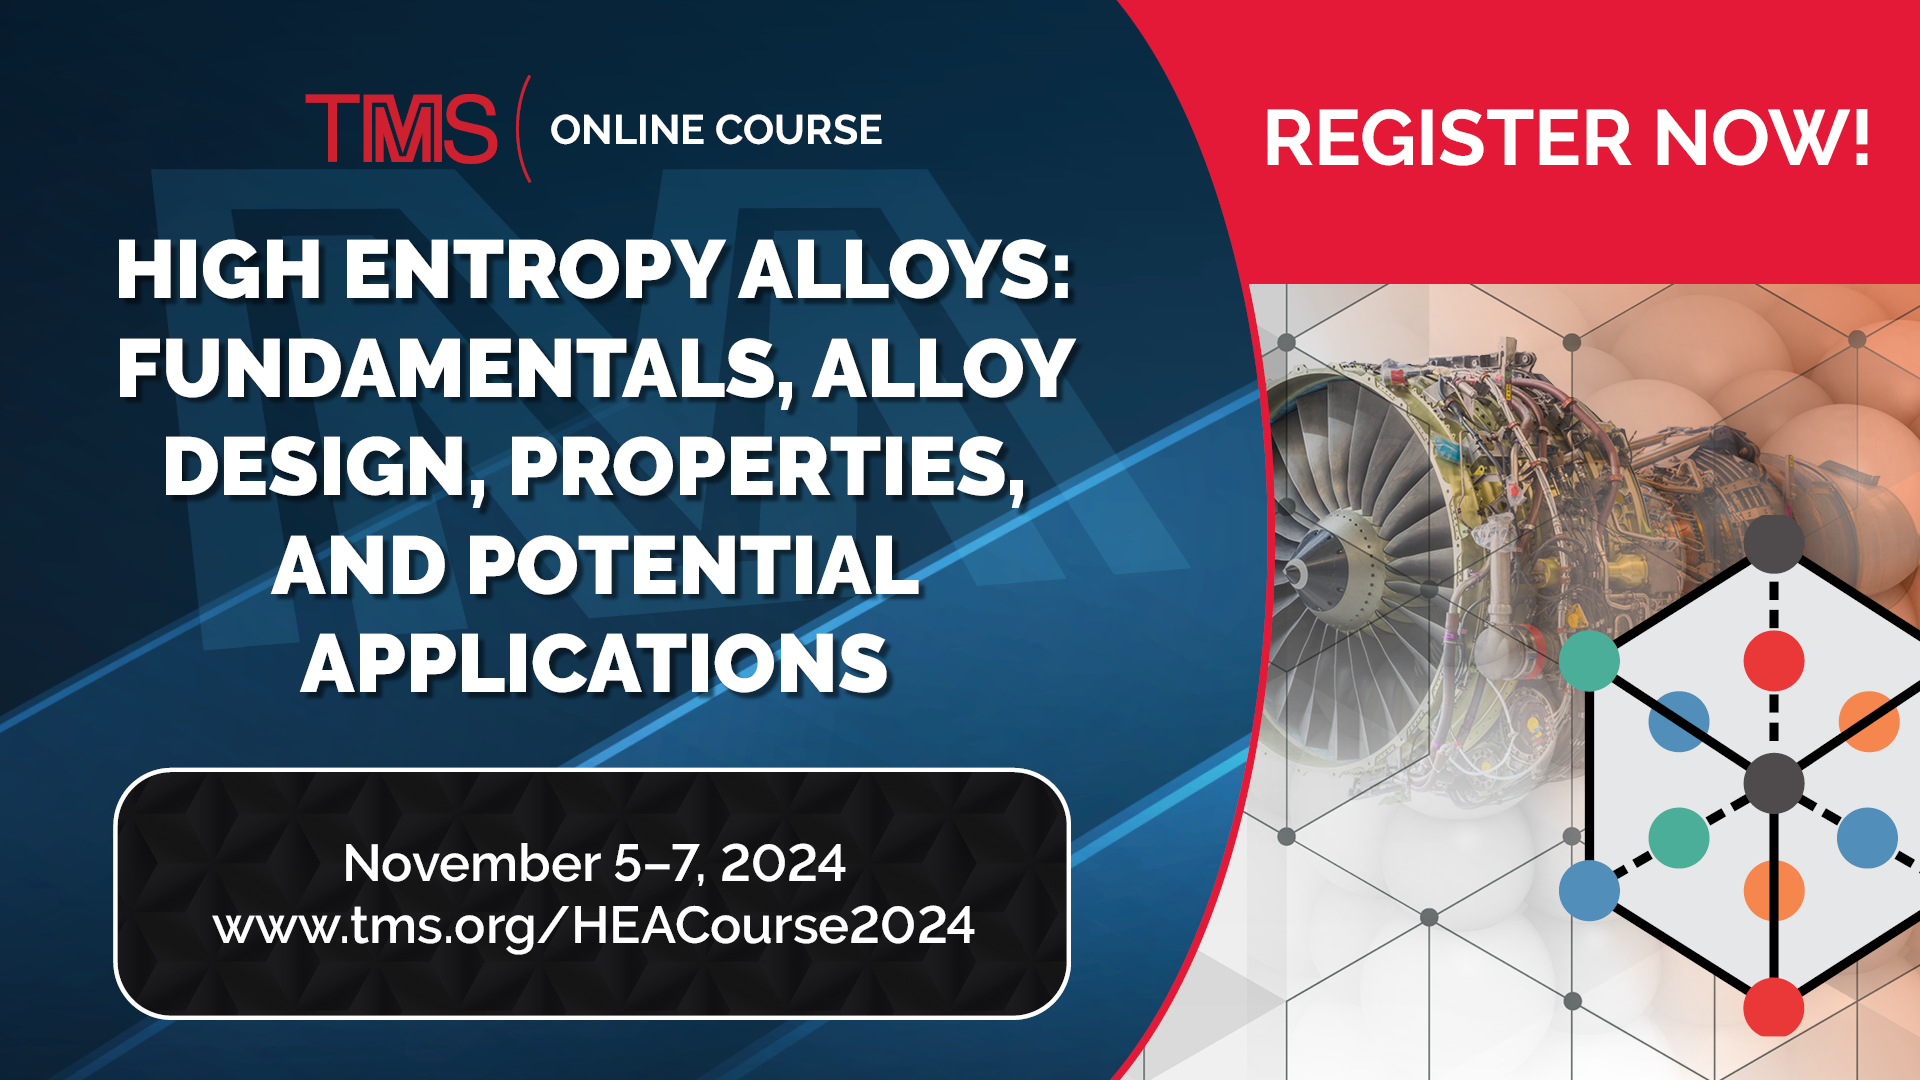 TMS ONLINE COURSE
REGISTER NOW!
HIGH ENTROPY ALLOYS:
FUNDAMENTALS, ALLOY
DESIGN, PROPERTIES,
AND POTENTIAL
APPLICATIONS
November 5–7, 2024
www.tms.org/HEACourse2024